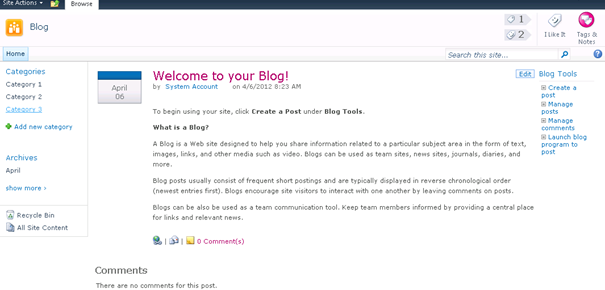 Site Actions
Browse
Blog
1
2
I Like It
Tags &
Notes
Home
Search this site...
Categories
Category 1
Category 2
Category 3
Add new category
Archives
April
show more ›
Recycle Bin
All Site Content
April
06
Welcome to your Blog!
by System Account on 4/6/2012 8:23 AM
To begin using your site, click Create a Post under Blog Tools.
What is a Blog?
A Blog is a Web site designed to help you share information related to a particular subject area in the form of text,
images, links, and other media such as video. Blogs can be used as team sites, news sites, journals, diaries, and
more.
Blog posts usually consist of frequent short postings and are typically displayed in reverse chronological order
(newest entries first). Blogs encourage site visitors to interact with one another by leaving comments on posts.
Blogs can be also be used as a team communication tool. Keep team members informed by providing a central place
for links and relevant news.
| | 0 Comment(s)
Comments
There are no comments for this post.
Edit
Blog Tools
Create a
post
Manage
posts
Manage
comments
Launch blog
program to
post